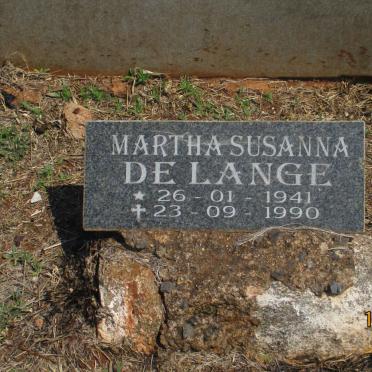 MARTHA SUSANNA
DE LANGE
★ 26 - 01 - 1941
✝ 23 - 09 - 1990